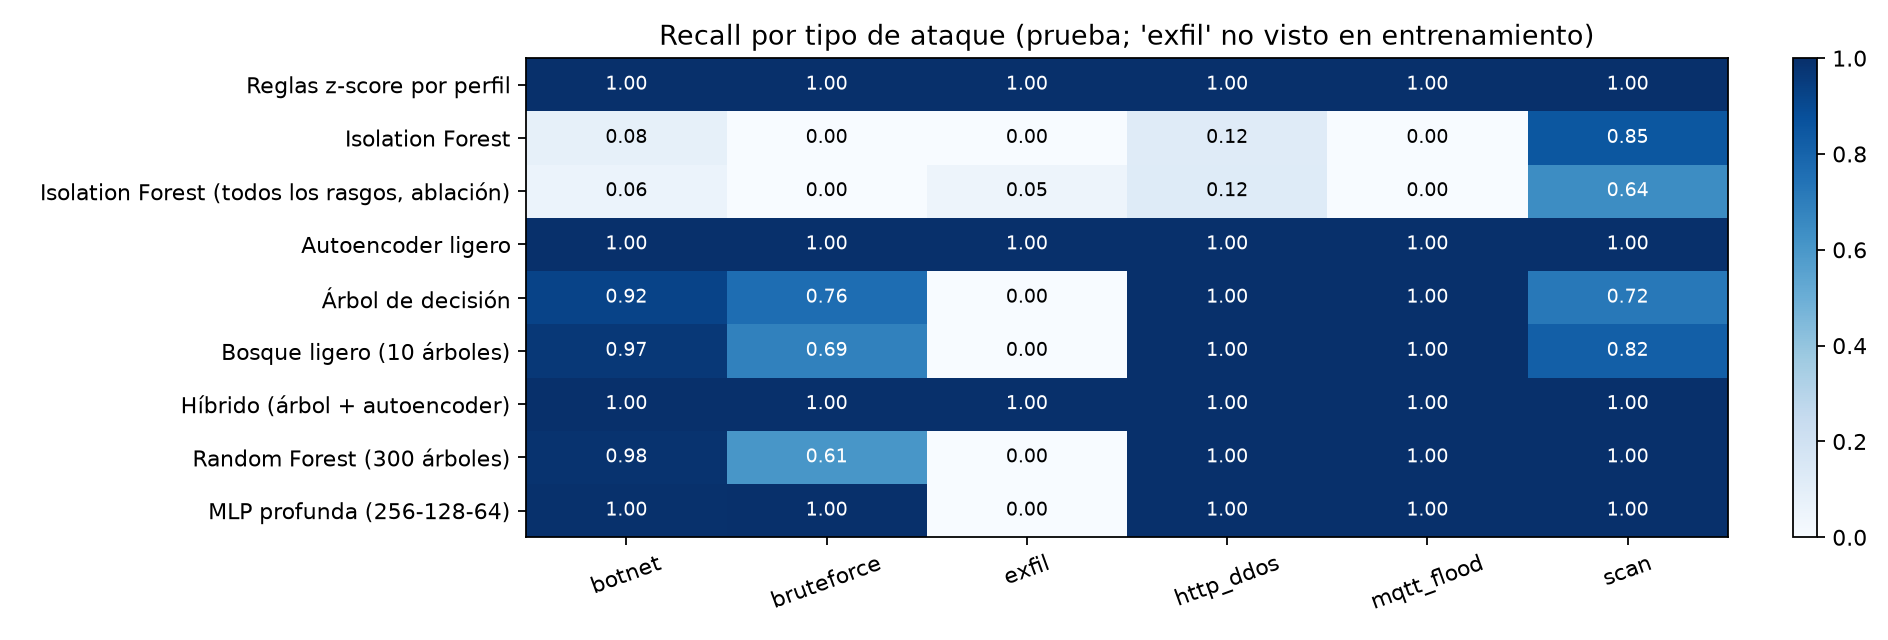 Recall por tipo de ataque (prueba; 'exfil' no visto en entrenamiento)
Reglas z-score por perfil 1.00 1.00 1.00 1.00 1.00 1.00
Isolation Forest 0.08 0.00 0.00 0.12 0.00 0.85
Isolation Forest (todos los rasgos, ablación) 0.06 0.00 0.05 0.12 0.00 0.64
Autoencoder ligero 1.00 1.00 1.00 1.00 1.00 1.00
Árbol de decisión 0.92 0.76 0.00 1.00 1.00 0.72
Bosque ligero (10 árboles) 0.97 0.69 0.00 1.00 1.00 0.82
Híbrido (árbol + autoencoder) 1.00 1.00 1.00 1.00 1.00 1.00
Random Forest (300 árboles) 0.98 0.61 0.00 1.00 1.00 1.00
MLP profunda (256-128-64) 1.00 1.00 0.00 1.00 1.00 1.00
botnet bruteforce exfil http_ddos mqtt_flood scan
1.0
0.8
0.6
0.4
0.2
0.0